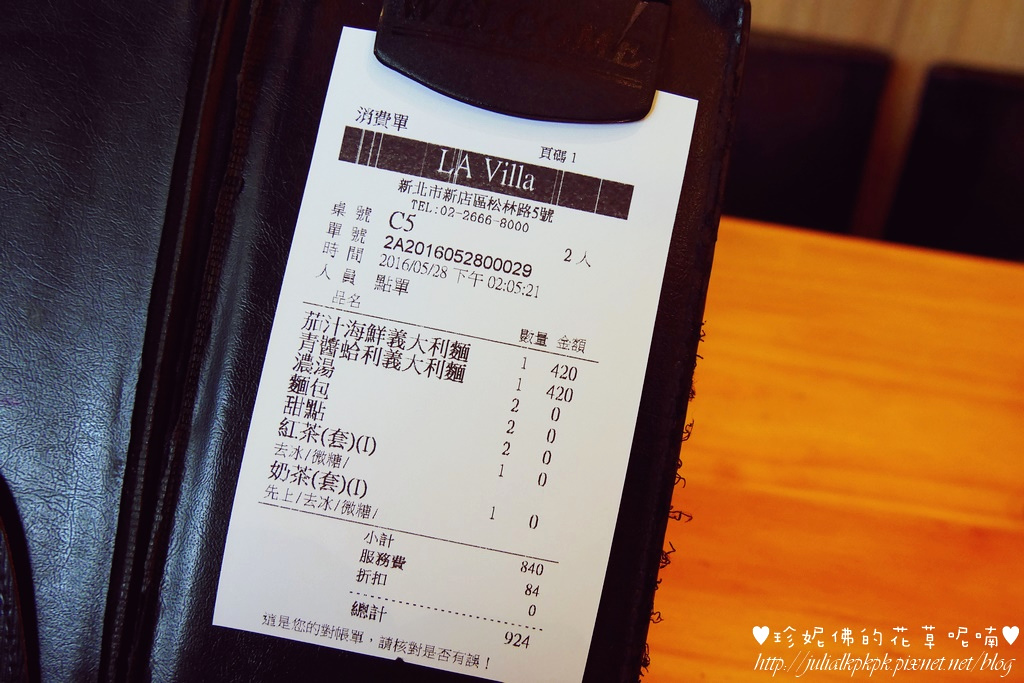 WELCOME
消費單
頁碼 1
LA Villa
新北市新店區松林路5號
TEL:02-2666-8000
桌 號 C5 2 人
單 號 2A2016052800029
時 間 2016/05/28 下午 02:05:21
人 員 點單
品名 數量 金額
茄汁海鮮義大利麵 1 420
青醬蛤利義大利麵 1 420
濃湯 2 0
麵包 2 0
甜點 2 0
紅茶(套)(I) 1 0
去冰/微糖/
奶茶(套)(I) 1 0
先上/去冰/微糖/
小計 840
服務費 84
折扣 0
總計 924
這是您的對帳單，請核對是否有誤！
♥珍妮佛的花草呢喃♥
http://julialkpkpk.pixnet.net/blog